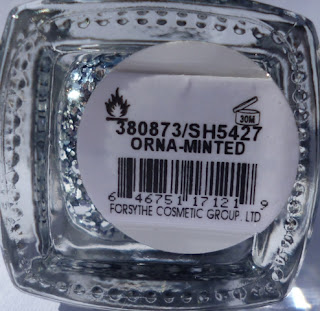 30M
380873/SH5427
ORNA-MINTED
6 46751 17121 9
FORSYTHE COSMETIC GROUP. LTD